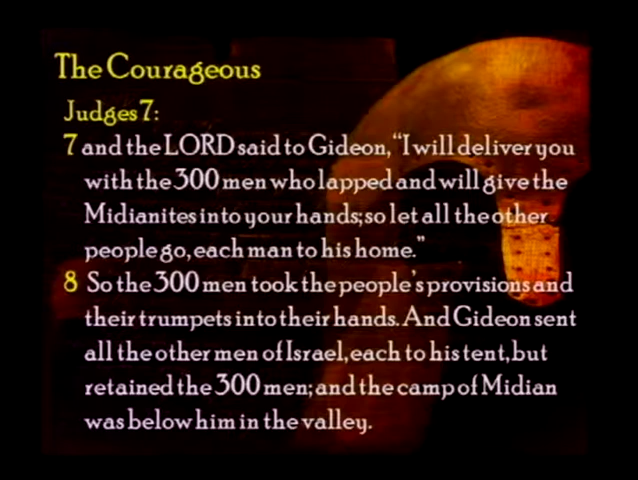 The Courageous
Judges 7:
7 and the LORD said to Gideon, “I will deliver you
with the 300 men who lapped and will give the
Midianites into your hands; so let all the other
people go, each man to his home.”
8 So the 300 men took the people’s provisions and
their trumpets into their hands. And Gideon sent
all the other men of Israel, each to his tent, but
retained the 300 men; and the camp of Midian
was below him in the valley.